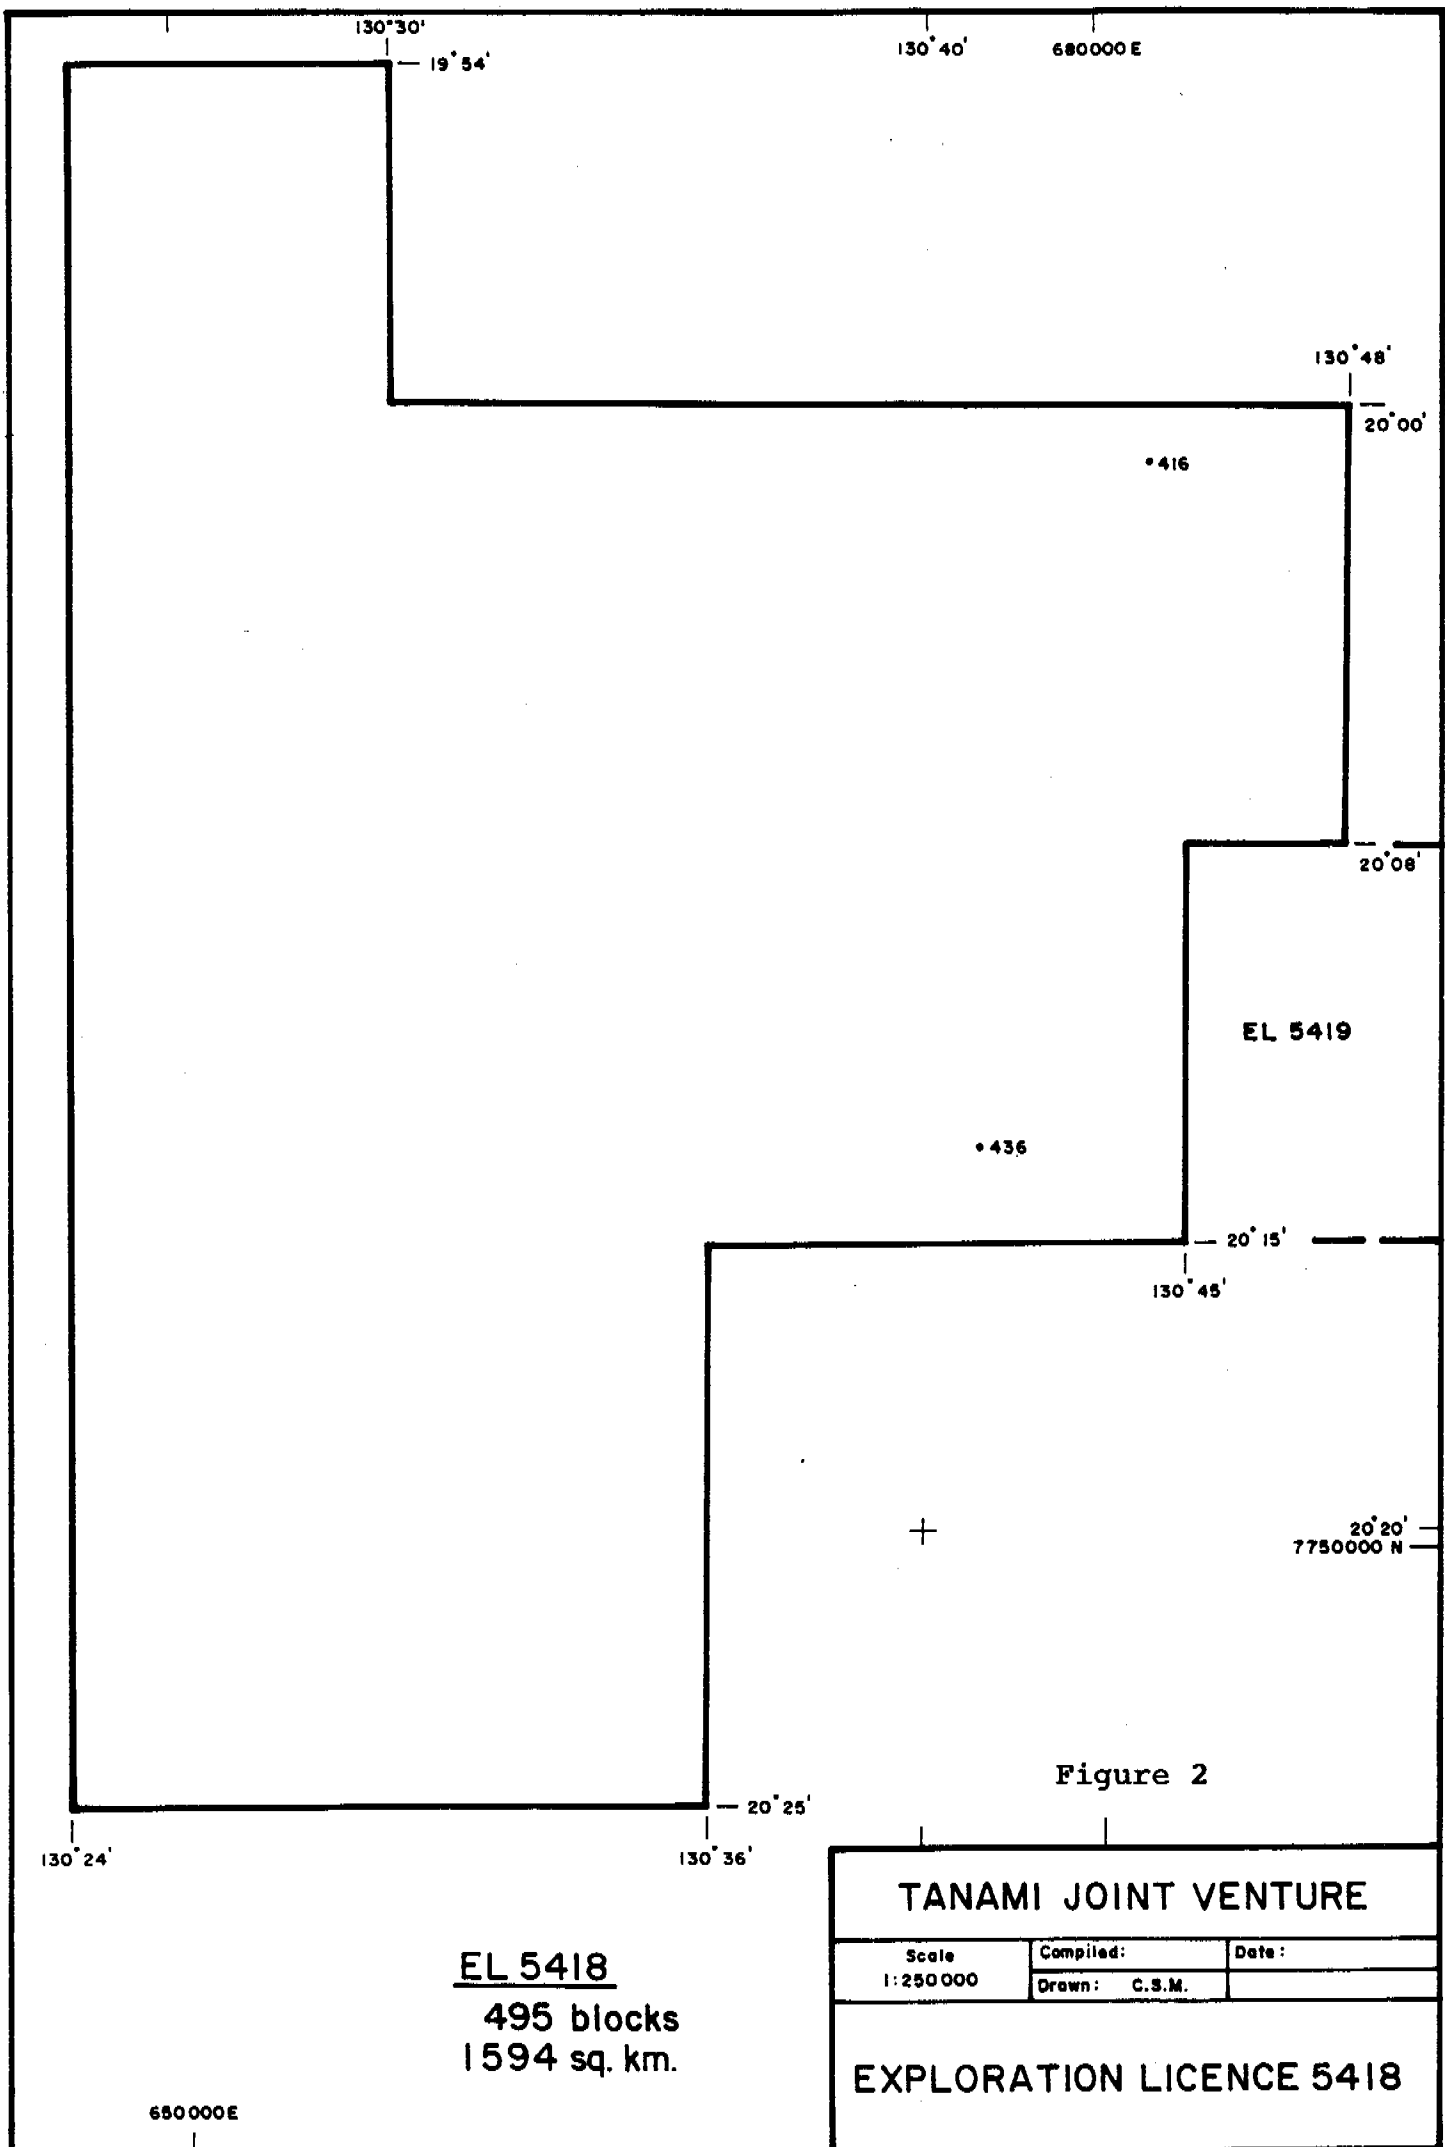 130°30'
130°40'
680000E
19°54'
130°48'
20°00'
416
20°08'
EL 5419
436
20°15'
130°45'
20°20'
7750000 N
Figure 2
20°25'
130°24'
130°36'
TANAMI JOINT VENTURE
Scale
1:250000
Compiled:
Date:
Drawn: C.S.M.
EL 5418
495 blocks
1594 sq. km.
EXPLORATION LICENCE 5418
650000E